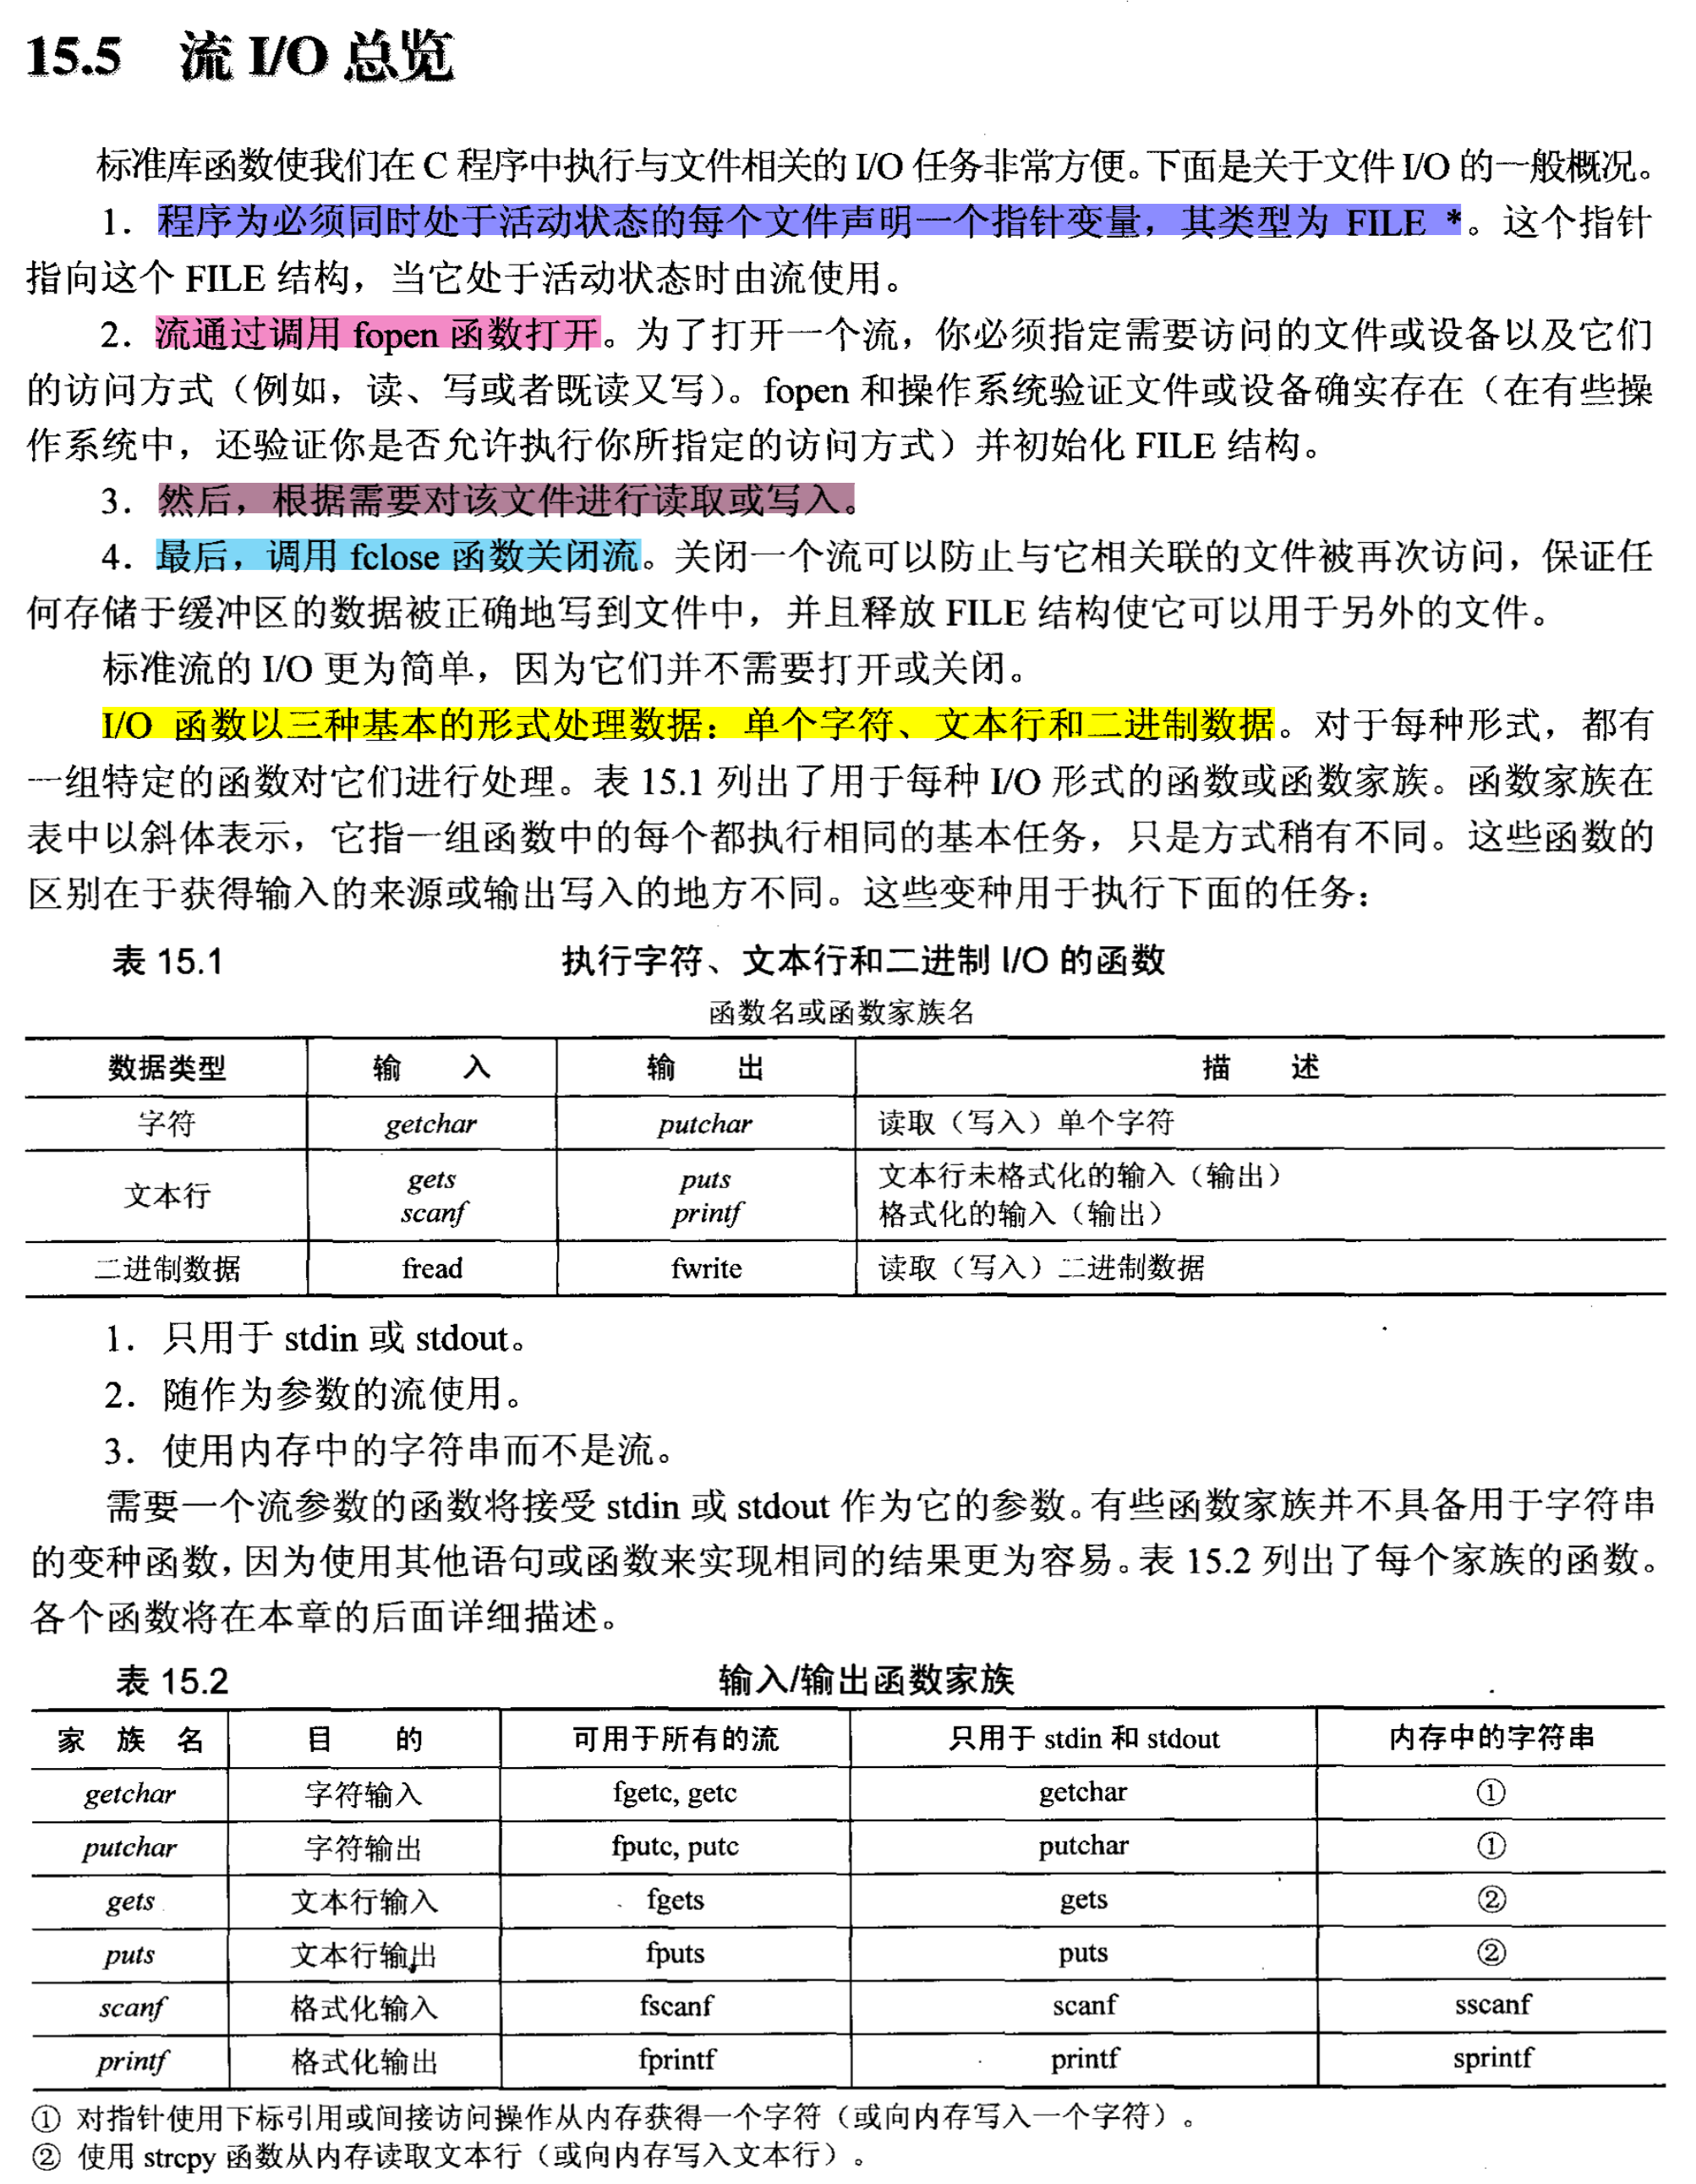 15.5 流 I/O 总览
标准库函数使我们在 C 程序中执行与文件相关的 I/O 任务非常方便。下面是关于文件 I/O 的一般概况。
1. 程序为必须同时处于活动状态的每个文件声明一个指针变量，其类型为 FILE *。这个指针
指向这个 FILE 结构，当它处于活动状态时由流使用。
2. 流通过调用 fopen 函数打开。为了打开一个流，你必须指定需要访问的文件或设备以及它们
的访问方式（例如，读、写或者既读又写）。fopen 和操作系统验证文件或设备确实存在（在有些操
作系统中，还验证你是否允许执行你所指定的访问方式）并初始化 FILE 结构。
3. 然后，根据需要对该文件进行读取或写入。
4. 最后，调用 fclose 函数关闭流。关闭一个流可以防止与它相关联的文件被再次访问，保证任
何存储于缓冲区的数据被正确地写到文件中，并且释放 FILE 结构使它可以用于另外的文件。
标准流的 I/O 更为简单，因为它们并不需要打开或关闭。
I/O 函数以三种基本的形式处理数据：单个字符、文本行和二进制数据。对于每种形式，都有
一组特定的函数对它们进行处理。表 15.1 列出了用于每种 I/O 形式的函数或函数家族。函数家族在
表中以斜体表示，它指一组函数中的每个都执行相同的基本任务，只是方式稍有不同。这些函数的
区别在于获得输入的来源或输出写入的地方不同。这些变种用于执行下面的任务：
表 15.1 执行字符、文本行和二进制 I/O 的函数
函数名或函数家族名
数据类型 输 入 输 出 描 述
字符 getchar putchar 读取（写入）单个字符
文本行 gets puts 文本行未格式化的输入（输出）
scanf printf 格式化的输入（输出）
二进制数据 fread fwrite 读取（写入）二进制数据
1. 只用于 stdin 或 stdout。
2. 随作为参数的流使用。
3. 使用内存中的字符串而不是流。
需要一个流参数的函数将接受 stdin 或 stdout 作为它的参数。有些函数家族并不具备用于字符串
的变种函数，因为使用其他语句或函数来实现相同的结果更为容易。表 15.2 列出了每个家族的函数。
各个函数将在本章的后面详细描述。
表 15.2 输入/输出函数家族
家 族 名 目 的 可用于所有的流 只用于 stdin 和 stdout 内存中的字符串
getchar 字符输入 fgetc, getc getchar ①
putchar 字符输出 fputc, putc putchar ①
gets 文本行输入 fgets gets ②
puts 文本行输出 fputs puts ②
scanf 格式化输入 fscanf scanf sscanf
printf 格式化输出 fprintf printf sprintf
① 对指针使用下标引用或间接访问操作从内存获得一个字符（或向内存写入一个字符）。
② 使用 strcpy 函数从内存读取文本行（或向内存写入文本行）。